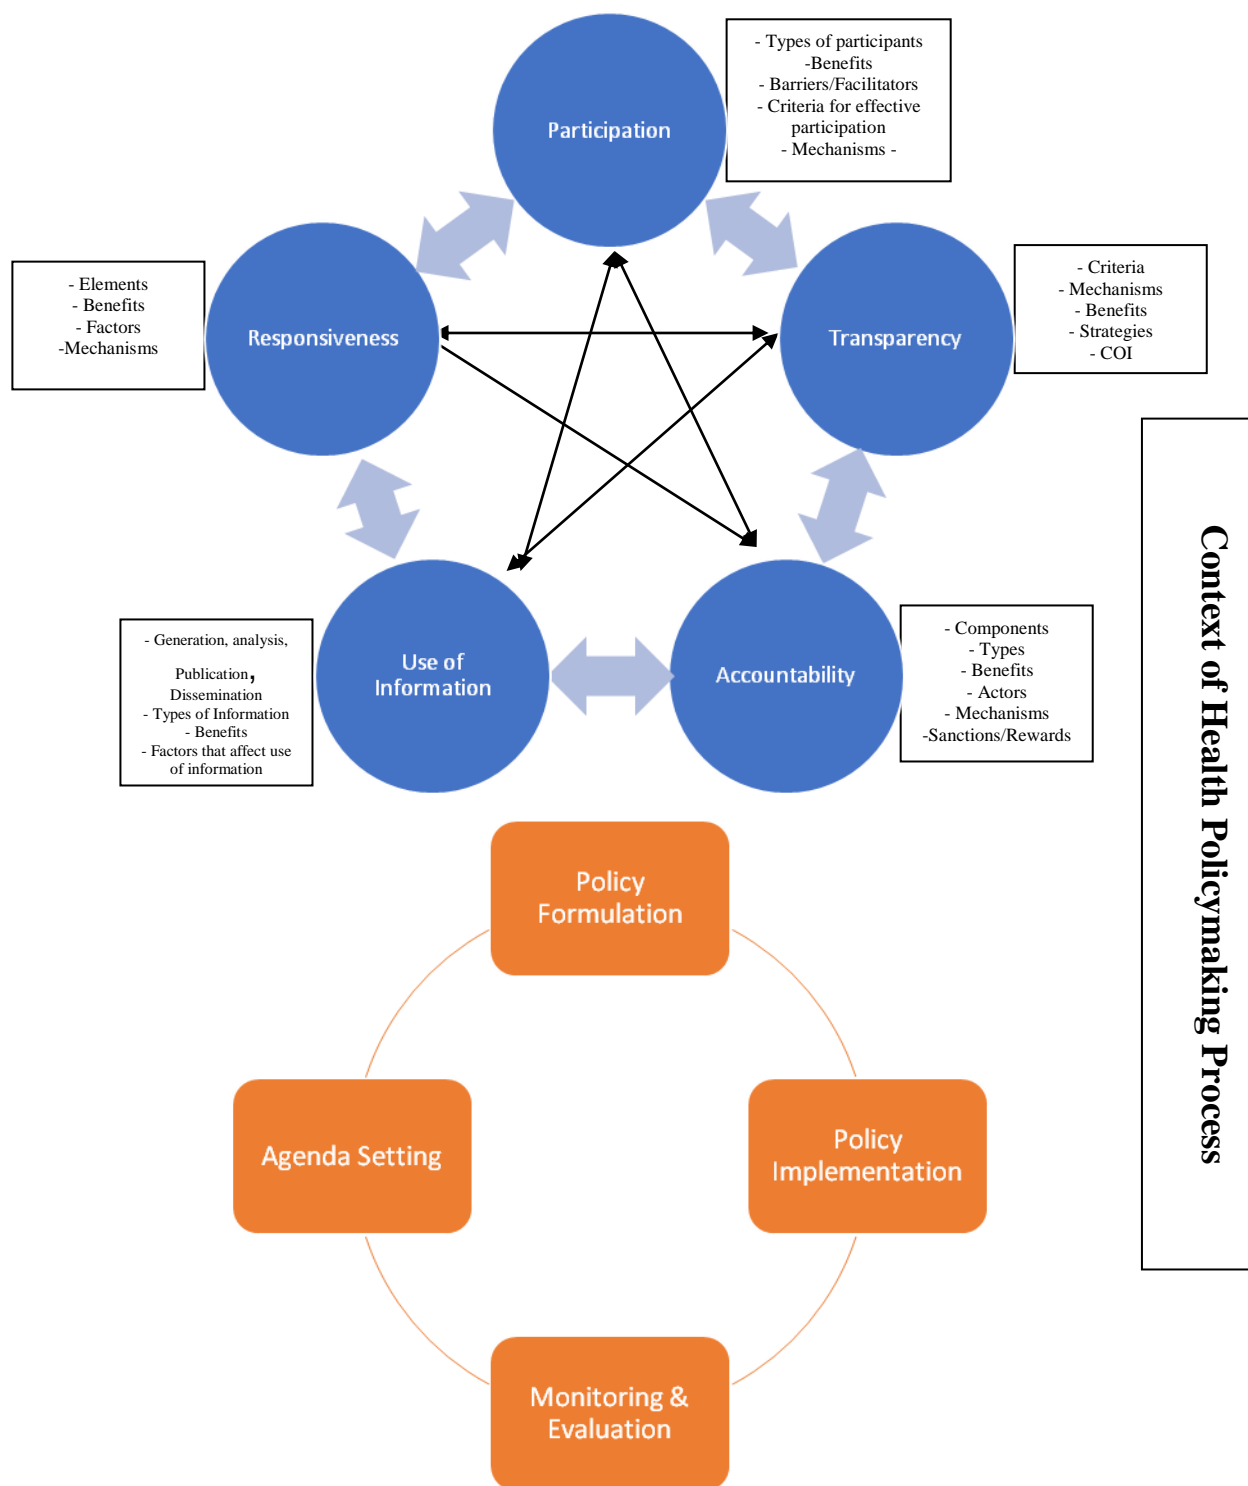 Participation
- Types of participants
-Benefits
- Barriers/Facilitators
- Criteria for effective
participation
- Mechanisms -
Responsiveness
- Elements
- Benefits
- Factors
-Mechanisms
Transparency
- Criteria
- Mechanisms
- Benefits
- Strategies
- COI
Use of
Information
- Generation, analysis,
Publication,
Dissemination
- Types of Information
- Benefits
- Factors that affect use
of information
Accountability
- Components
- Types
- Benefits
- Actors
- Mechanisms
-Sanctions/Rewards
Context of Health Policymaking Process
Policy
Formulation
Agenda Setting
Policy
Implementation
Monitoring &
Evaluation